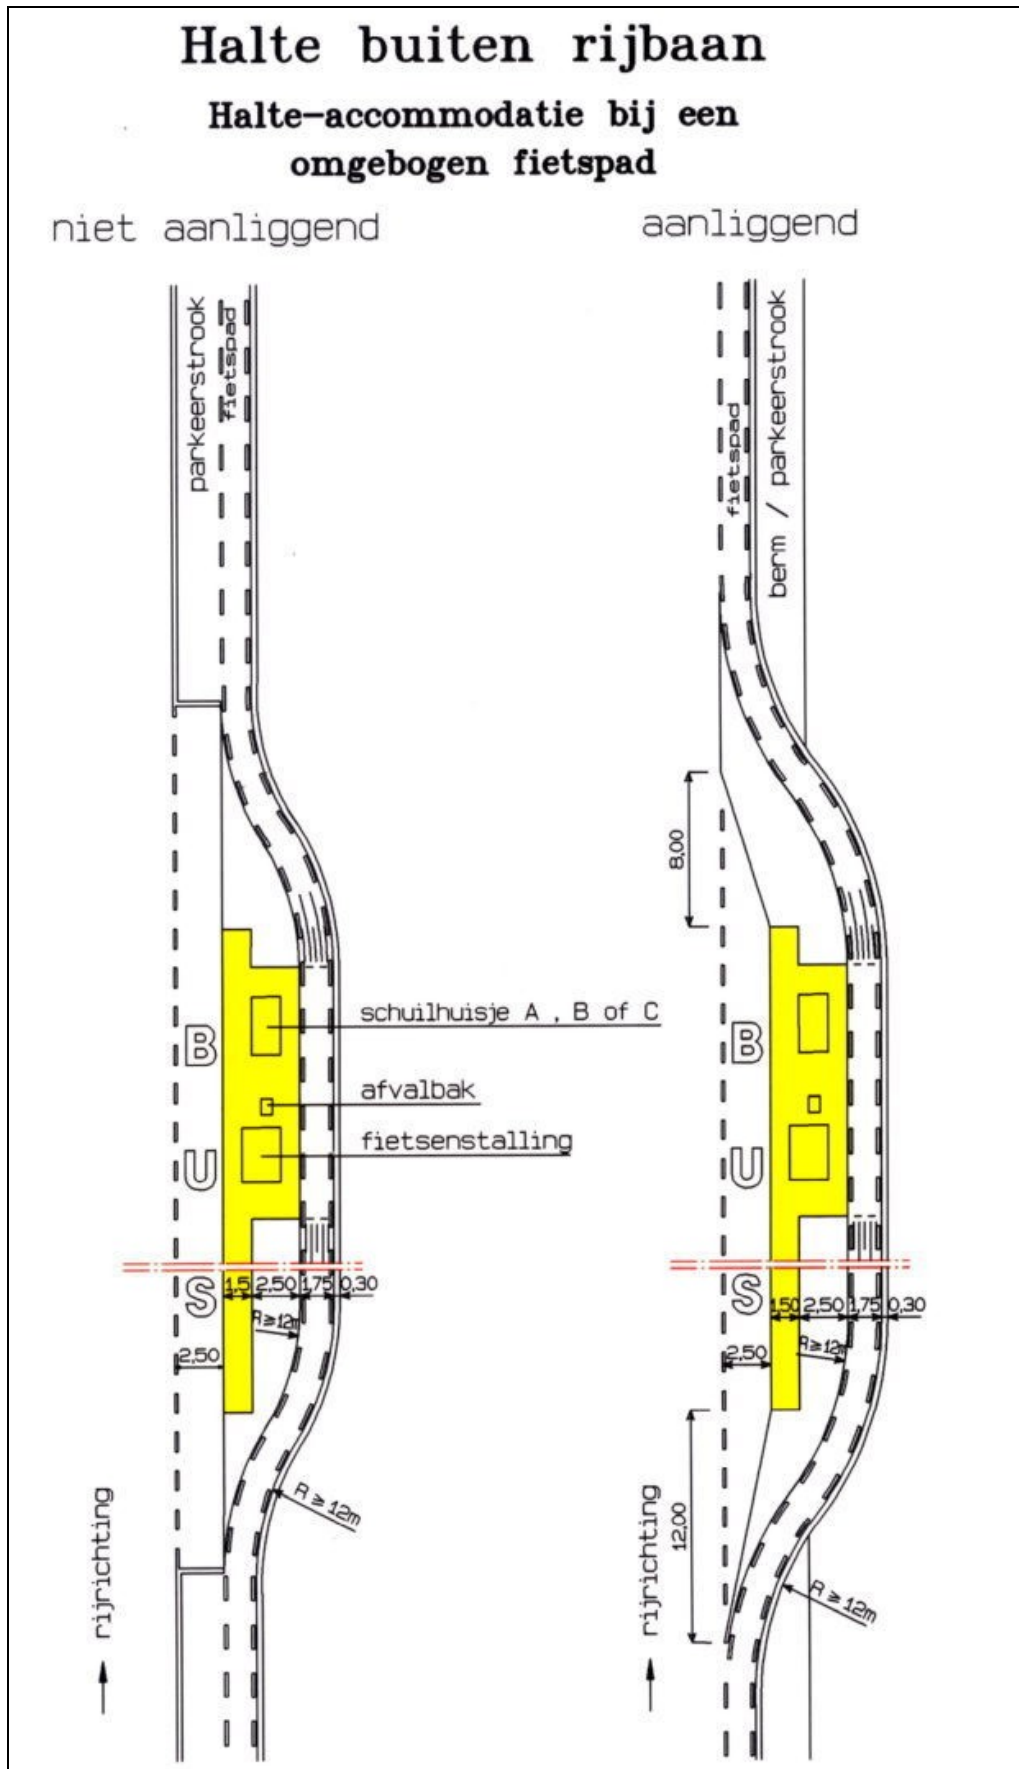 Halte buiten rijbaan
Halte-accommodatie bij een
omgebogen fietspad
niet aanliggend
parkeerstrook
fietspad
schuilhuisje A , B of C
afvalbak
fietsenstalling
B
U
S
1,5 2,50 1,75 0,30
R≥12m
2,50
R ≥ 12m
rijrichting
aanliggend
fietspad
berm / parkeerstrook
8,00
B
U
S
1,50 2,50 1,75 0,30
R≥12m
2,50
12,00
R ≥ 12m
rijrichting